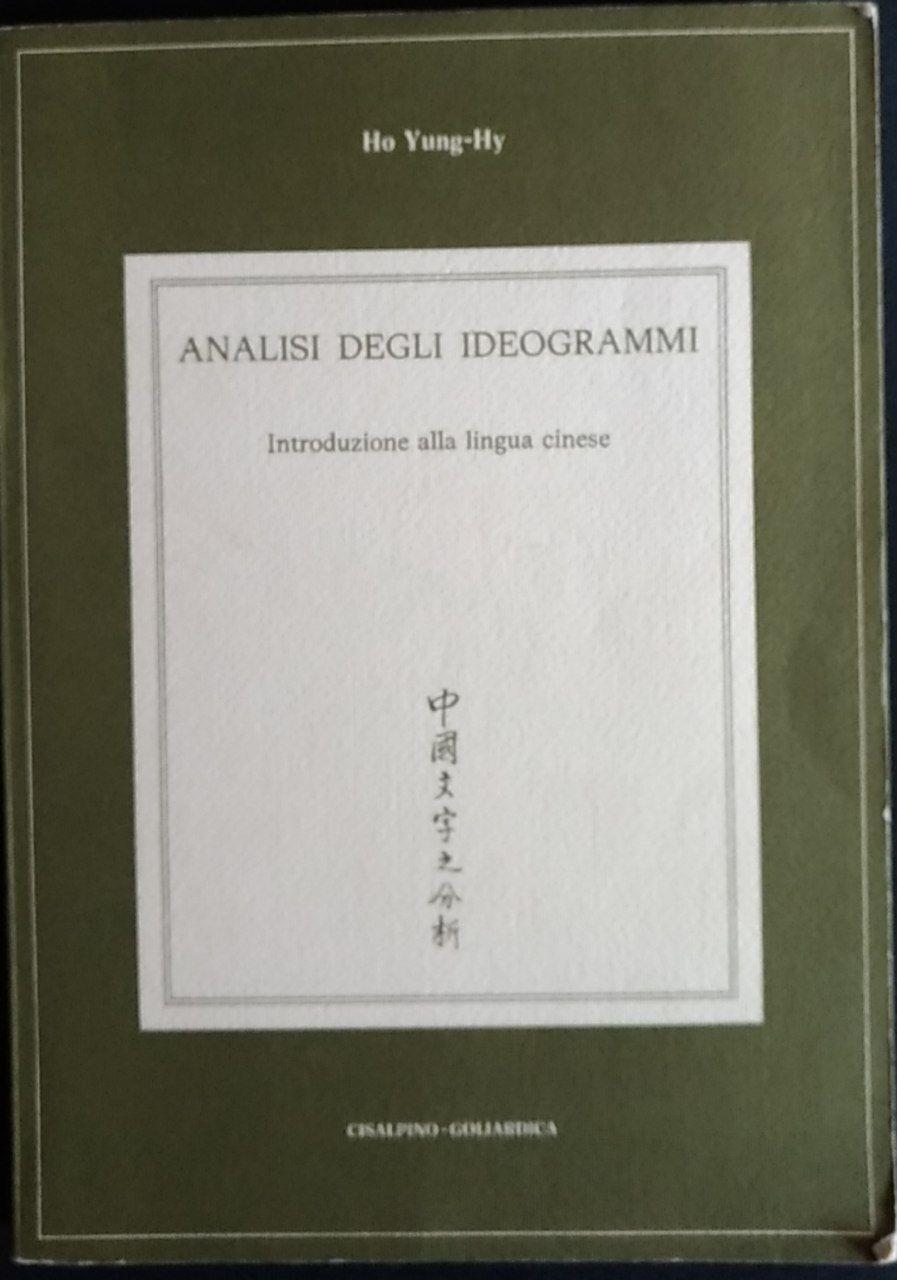 Ho Yung-Hy
ANALISI DEGLI IDEOGRAMMI
Introduzione alla lingua cinese
中國文字之分析
CISALPINO-GOLIARDICA